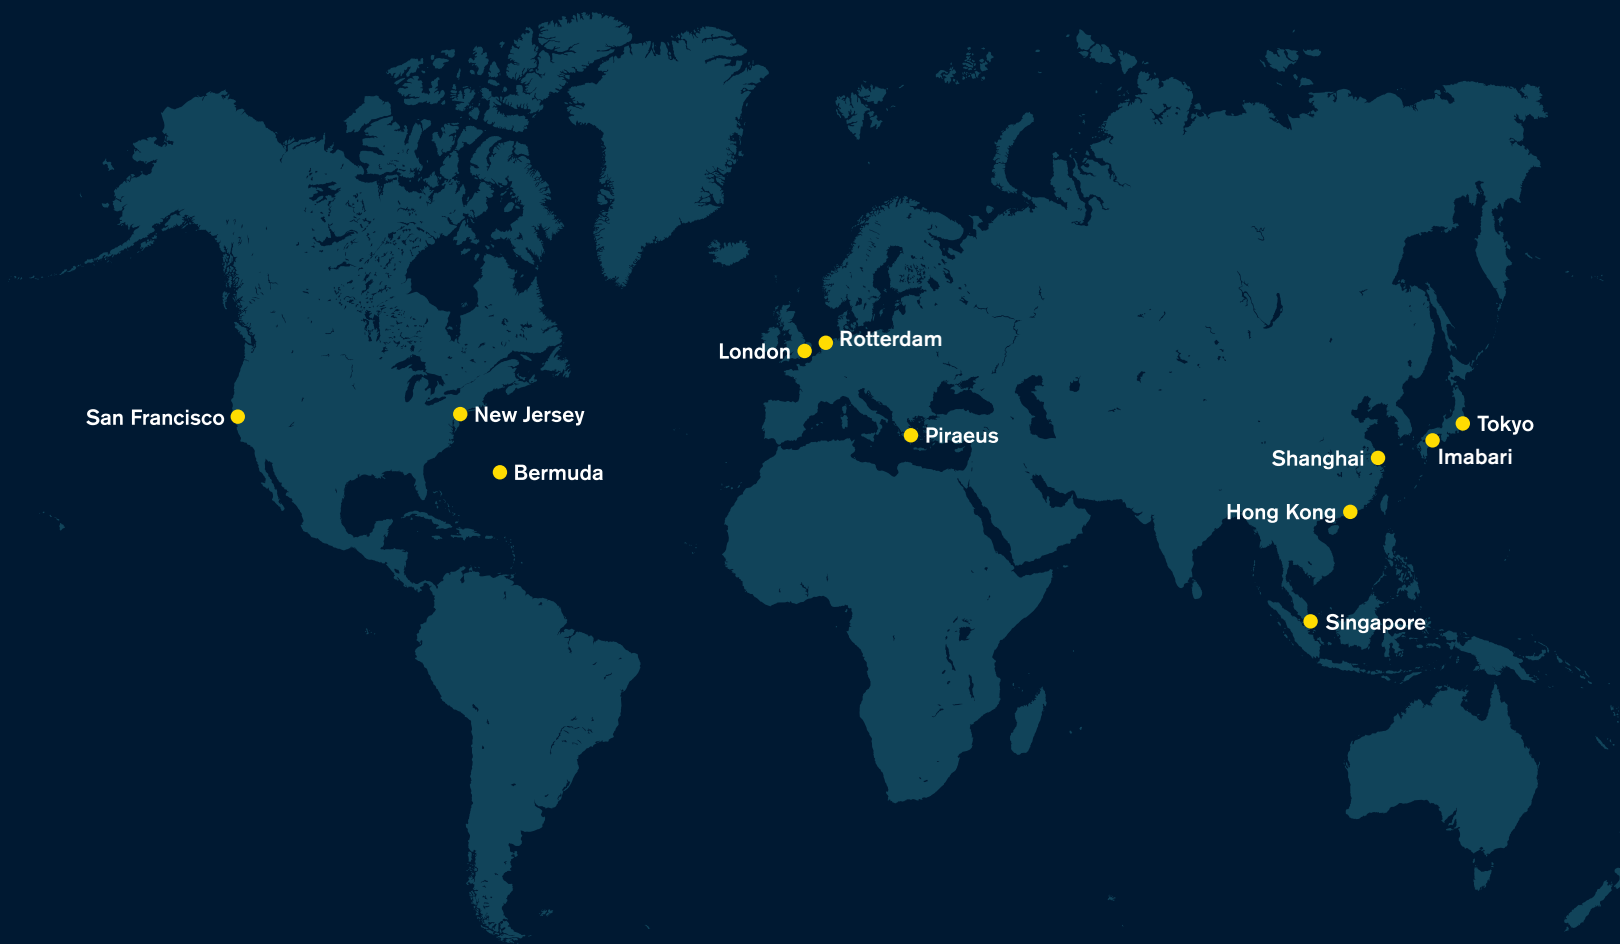 Rotterdam
London
San Francisco
New Jersey
Tokyo
Piraeus
Imabari
Shanghai
Bermuda
Hong Kong
Singapore